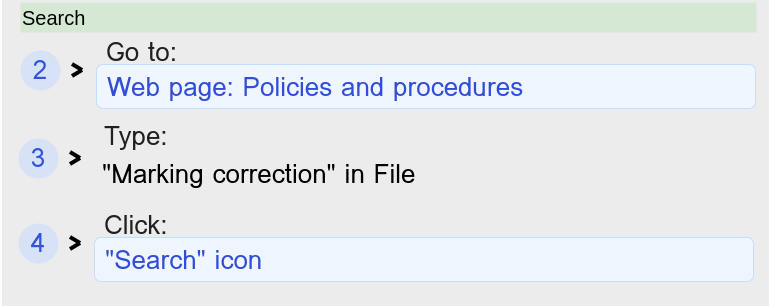 Search
Go to:
2 > Web page: Policies and procedures
Type:
3 > "Marking correction" in File
Click:
4 > "Search" icon